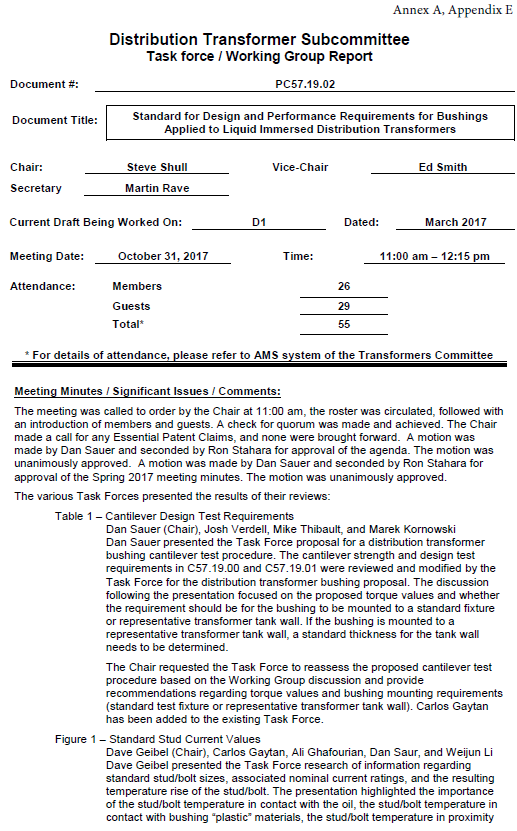 Annex A, Appendix E
Distribution Transformer Subcommittee
Task force / Working Group Report
Document #: PC57.19.02
Document Title: Standard for Design and Performance Requirements for Bushings
Applied to Liquid Immersed Distribution Transformers
Chair: Steve Shull Vice-Chair Ed Smith
Secretary Martin Rave
Current Draft Being Worked On: D1 Dated: March 2017
Meeting Date: October 31, 2017 Time: 11:00 am – 12:15 pm
Attendance: Members 26
Guests 29
Total* 55
* For details of attendance, please refer to AMS system of the Transformers Committee
Meeting Minutes / Significant Issues / Comments:
The meeting was called to order by the Chair at 11:00 am, the roster was circulated, followed with
an introduction of members and guests. A check for quorum was made and achieved. The Chair
made a call for any Essential Patent Claims, and none were brought forward. A motion was
made by Dan Sauer and seconded by Ron Stahara for approval of the agenda. The motion was
unanimously approved. A motion was made by Dan Sauer and seconded by Ron Stahara for
approval of the Spring 2017 meeting minutes. The motion was unanimously approved.
The various Task Forces presented the results of their reviews:
Table 1 – Cantilever Design Test Requirements
Dan Sauer (Chair), Josh Verdell, Mike Thibault, and Marek Kornowski
Dan Sauer presented the Task Force proposal for a distribution transformer
bushing cantilever test procedure. The cantilever strength and design test
requirements in C57.19.00 and C57.19.01 were reviewed and modified by the
Task Force for the distribution transformer bushing proposal. The discussion
following the presentation focused on the proposed torque values and whether
the requirement should be for the bushing to be mounted to a standard fixture
or representative transformer tank wall. If the bushing is mounted to a
representative transformer tank wall, a standard thickness for the tank wall
needs to be determined.
The Chair requested the Task Force to reassess the proposed cantilever test
procedure based on the Working Group discussion and provide
recommendations regarding torque values and bushing mounting requirements
(standard test fixture or representative transformer tank wall). Carlos Gaytan
has been added to the existing Task Force.
Figure 1 – Standard Stud Current Values
Dave Geibel (Chair), Carlos Gaytan, Ali Ghafourian, Dan Saur, and Weijun Li
Dave Geibel presented the Task Force research of information regarding
standard stud/bolt sizes, associated nominal current ratings, and the resulting
temperature rise of the stud/bolt. The presentation highlighted the importance
of the stud/bolt temperature in contact with the oil, the stud/bolt temperature in
contact with bushing “plastic” materials, the stud/bolt temperature in proximity